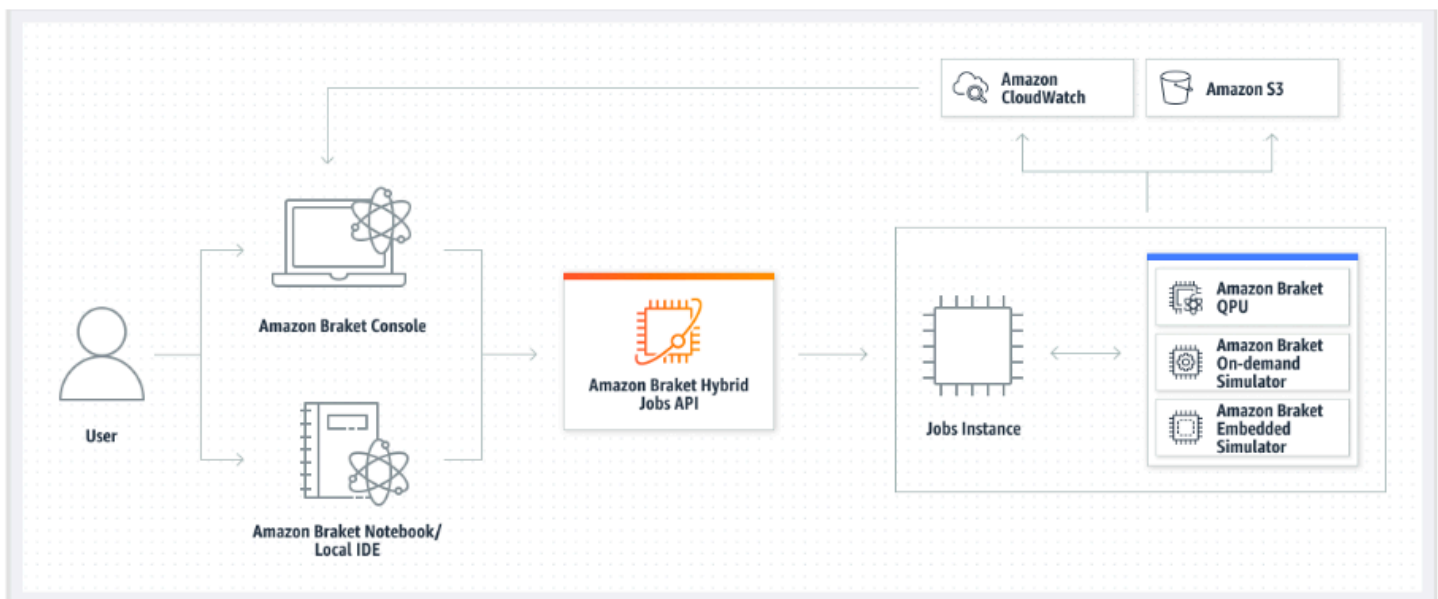 Amazon
CloudWatch
Amazon S3
Amazon Braket Console
User
Amazon Braket Notebook/
Local IDE
Amazon Braket Hybrid
Jobs API
Jobs Instance
Amazon Braket
QPU
Amazon Braket
On-demand
Simulator
Amazon Braket
Embedded
Simulator